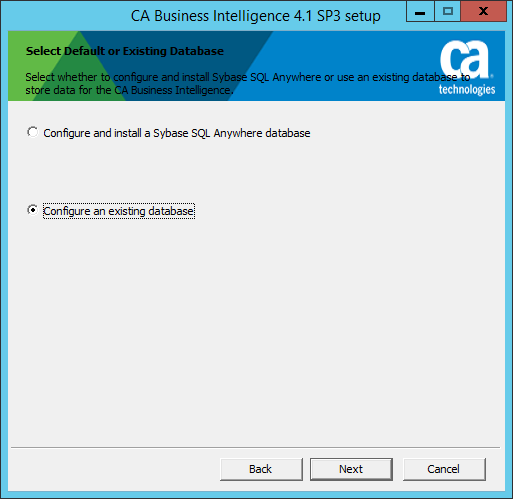 CA Business Intelligence 4.1 SP3 setup
Select Default or Existing Database
Select whether to configure and install Sybase SQL Anywhere or use an existing database to
store data for the CA Business Intelligence.
ca
technologies
Configure and install a Sybase SQL Anywhere database
Configure an existing database
Back Next Cancel